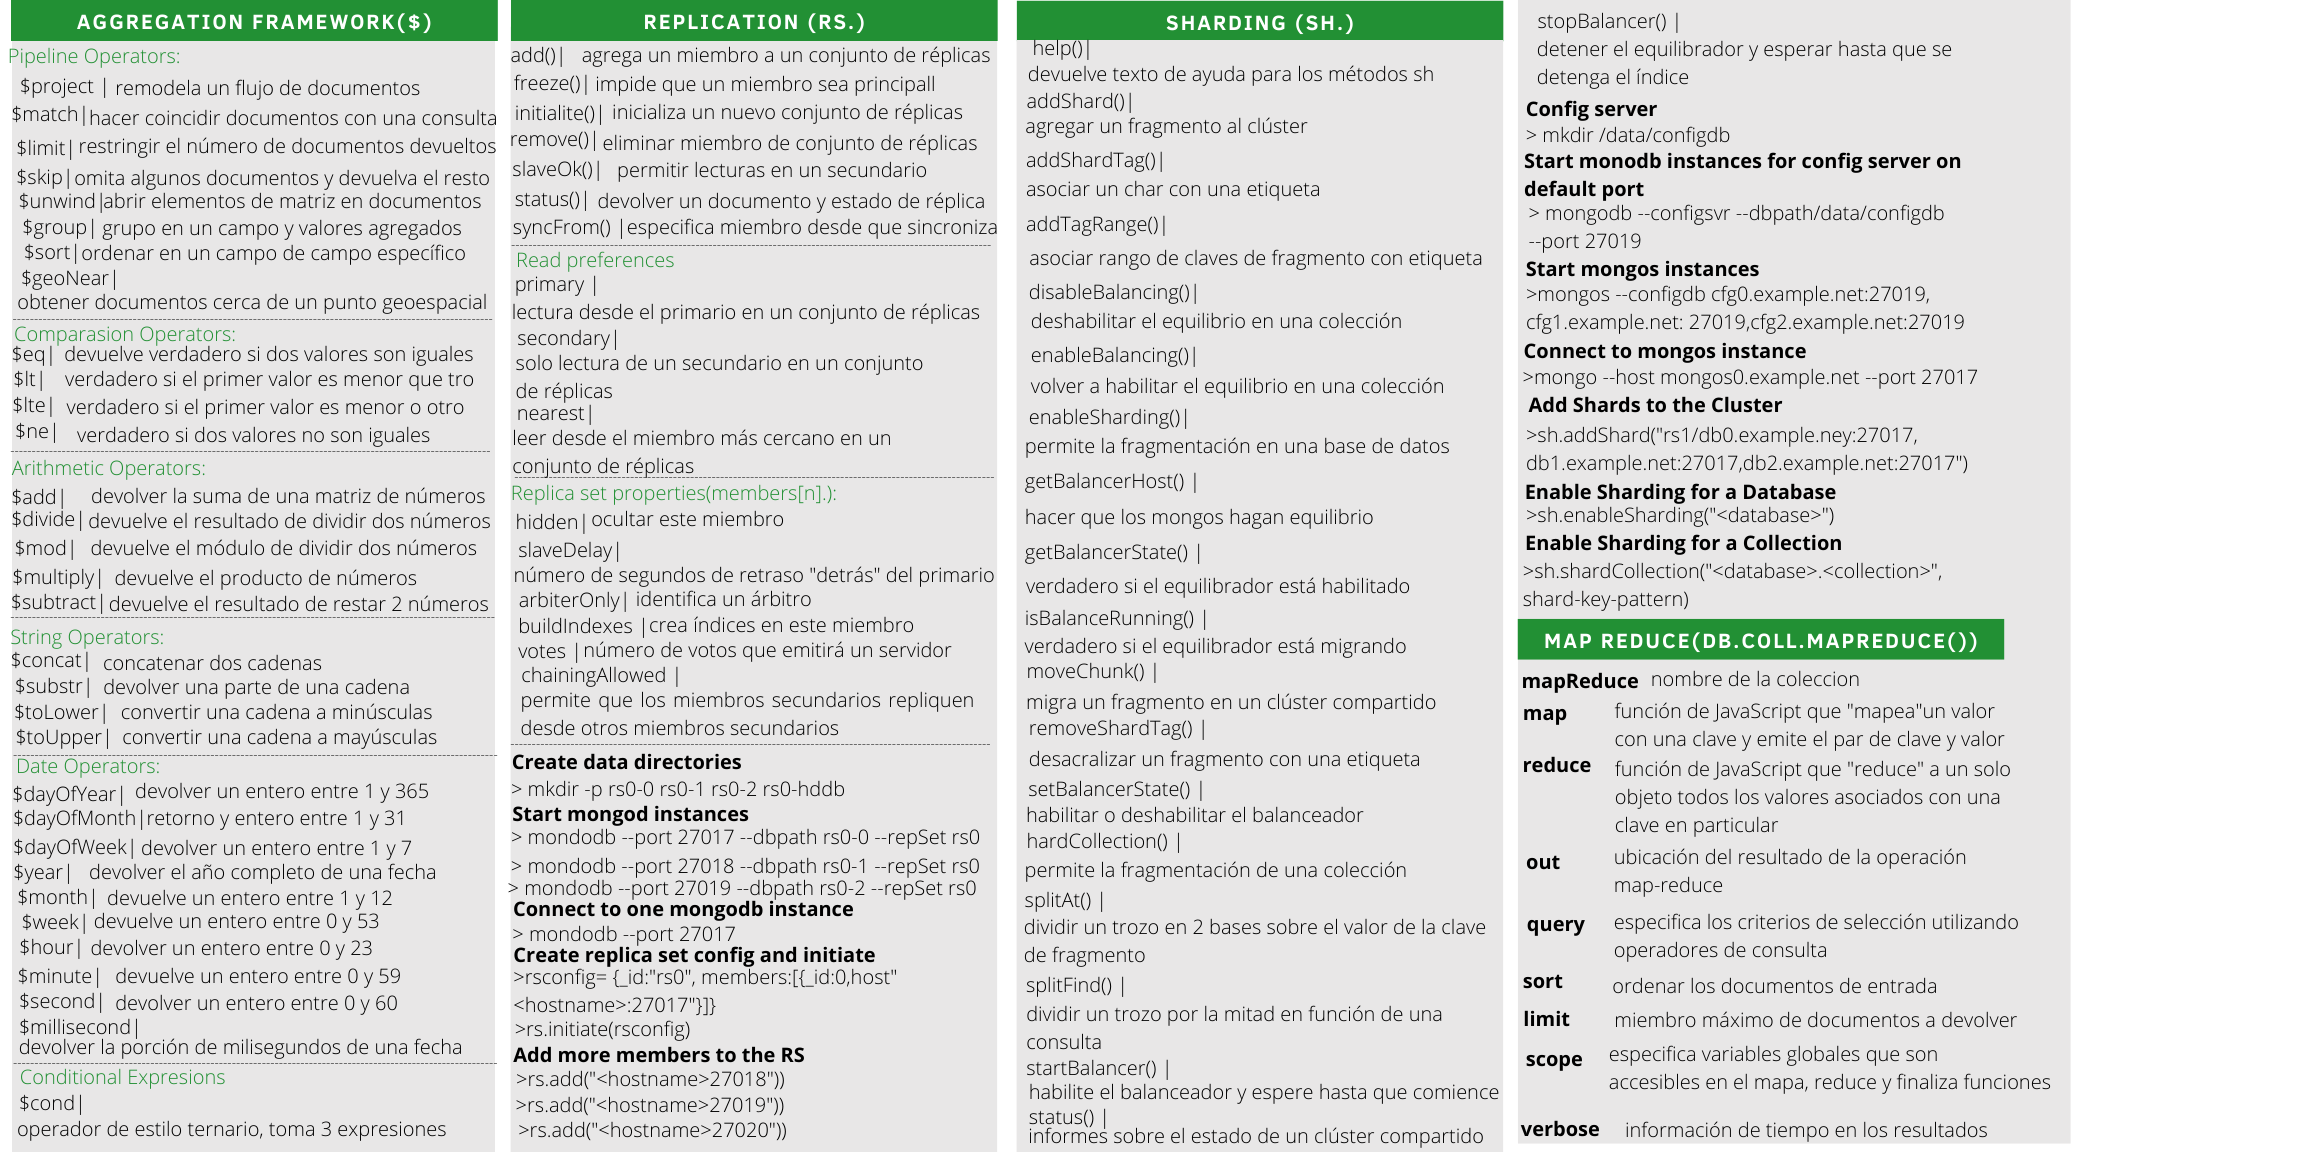 AGGREGATION FRAMEWORK($)
Pipeline Operators:
$project | remodela un flujo de documentos
$match| hacer coincidir documentos con una consulta
$limit| restringir el número de documentos devueltos
$skip| omita algunos documentos y devuelva el resto
$unwind |abrir elementos de matriz en documentos
$group| grupo en un campo y valores agregados
$sort| ordenar en un campo de campo específico
$geoNear|
obtener documentos cerca de un punto geoespacial
Comparasion Operators:
$eq| devuelve verdadero si dos valores son iguales
$lt| verdadero si el primer valor es menor que tro
$lte| verdadero si el primer valor es menor o otro
$ne| verdadero si dos valores no son iguales
Arithmetic Operators:
$add| devolver la suma de una matriz de números
$divide| devuelve el resultado de dividir dos números
$mod| devuelve el módulo de dividir dos números
$multiply| devuelve el producto de números
$subtract| devuelve el resultado de restar 2 números
String Operators:
$concat| concatenar dos cadenas
$substr| devolver una parte de una cadena
$toLower| convertir una cadena a minúsculas
$toUpper| convertir una cadena a mayúsculas
Date Operators:
$dayOfYear| devolver un entero entre 1 y 365
$dayOfMonth| retorno y entero entre 1 y 31
$dayOfWeek| devolver un entero entre 1 y 7
$year| devolver el año completo de una fecha
$month| devuelve un entero entre 1 y 12
$week| devuelve un entero entre 0 y 53
$hour| devolver un entero entre 0 y 23
$minute| devuelve un entero entre 0 y 59
$second| devolver un entero entre 0 y 60
$millisecond|
devolver la porción de milisegundos de una fecha
Conditional Expresions
$cond|
operador de estilo ternario, toma 3 expresiones
REPLICATION (RS.)
add()| agrega un miembro a un conjunto de réplicas
freeze()| impide que un miembro sea principall
initialite()| inicializa un nuevo conjunto de réplicas
remove()| eliminar miembro de conjunto de réplicas
slaveOk()| permitir lecturas en un secundario
status()| devolver un documento y estado de réplica
syncFrom() |especifica miembro desde que sincroniza
Read preferences
primary |
lectura desde el primario en un conjunto de réplicas
secondary|
solo lectura de un secundario en un conjunto
de réplicas
nearest|
leer desde el miembro más cercano en un
conjunto de réplicas
Replica set properties(members[n].):
hidden| ocultar este miembro
slaveDelay|
número de segundos de retraso "detrás" del primario
arbiterOnly| identifica un árbitro
buildIndexes |crea índices en este miembro
votes |número de votos que emitirá un servidor
chainingAllowed |
permite que los miembros secundarios repliquen
desde otros miembros secundarios
Create data directories
> mkdir -p rs0-0 rs0-1 rs0-2 rs0-hddb
Start mongod instances
> mondodb --port 27017 --dbpath rs0-0 --repSet rs0
> mondodb --port 27018 --dbpath rs0-1 --repSet rs0
> mondodb --port 27019 --dbpath rs0-2 --repSet rs0
Connect to one mongodb instance
> mondodb --port 27017
Create replica set config and initiate
>rsconfig= {_id:"rs0", members:[{_id:0,host"
<hostname>:27017"}]}
>rs.initiate(rsconfig)
Add more members to the RS
>rs.add("<hostname>27018"))
>rs.add("<hostname>27019"))
>rs.add("<hostname>27020"))
SHARDING (SH.)
help()|
devuelve texto de ayuda para los métodos sh
addShard()|
agregar un fragmento al clúster
addShardTag()|
asociar un char con una etiqueta
addTagRange()|
asociar rango de claves de fragmento con etiqueta
disableBalancing()|
deshabilitar el equilibrio en una colección
enableBalancing()|
volver a habilitar el equilibrio en una colección
enableSharding()|
permite la fragmentación en una base de datos
getBalancerHost() |
hacer que los mongos hagan equilibrio
getBalancerState() |
verdadero si el equilibrador está habilitado
isBalanceRunning() |
verdadero si el equilibrador está migrando
moveChunk() |
migra un fragmento en un clúster compartido
removeShardTag() |
desacralizar un fragmento con una etiqueta
setBalancerState() |
habilitar o deshabilitar el balanceador
hardCollection() |
permite la fragmentación de una colección
splitAt() |
dividir un trozo en 2 bases sobre el valor de la clave
de fragmento
splitFind() |
dividir un trozo por la mitad en función de una
consulta
startBalancer() |
habilite el balanceador y espere hasta que comience
status() |
informes sobre el estado de un clúster compartido
stopBalancer() |
detener el equilibrador y esperar hasta que se
detenga el índice
Config server
> mkdir /data/configdb
Start monodb instances for config server on
default port
> mongodb --configsvr --dbpath/data/configdb
--port 27019
Start mongos instances
>mongos --configdb cfg0.example.net:27019,
cfg1.example.net: 27019,cfg2.example.net:27019
Connect to mongos instance
>mongo --host mongos0.example.net --port 27017
Add Shards to the Cluster
>sh.addShard("rs1/db0.example.ney:27017,
db1.example.net:27017,db2.example.net:27017")
Enable Sharding for a Database
>sh.enableSharding("<database>")
Enable Sharding for a Collection
>sh.shardCollection("<database>.<collection>",
shard-key-pattern)
MAP REDUCE(DB.COLL.MAPREDUCE())
mapReduce nombre de la coleccion
map función de JavaScript que "mapea"un valor
con una clave y emite el par de clave y valor
reduce función de JavaScript que "reduce" a un solo
objeto todos los valores asociados con una
clave en particular
out ubicación del resultado de la operación
map-reduce
query especifica los criterios de selección utilizando
operadores de consulta
sort ordenar los documentos de entrada
limit miembro máximo de documentos a devolver
scope especifica variables globales que son
accesibles en el mapa, reduce y finaliza funciones
verbose información de tiempo en los resultados